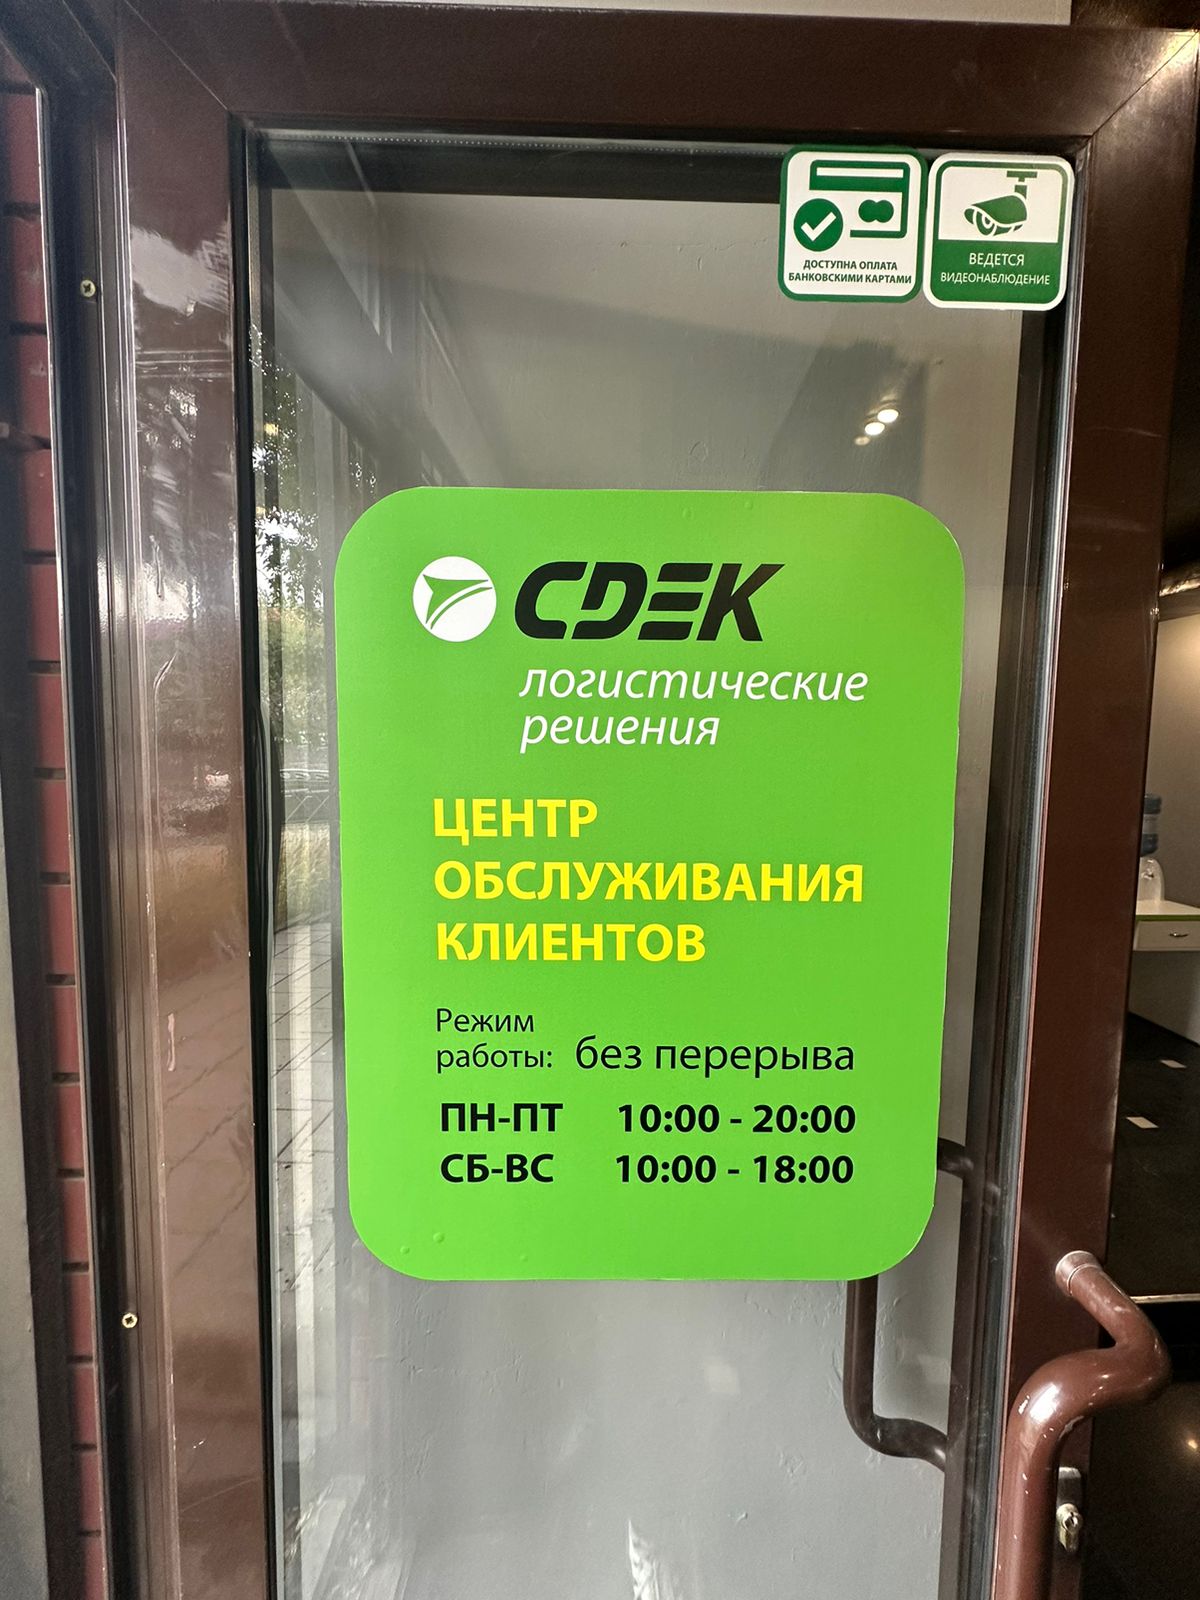 ДОСТУПНА ОПЛАТА
БАНКОВСКИМИ КАРТАМИ
ВЕДЕТСЯ
ВИДЕОНАБЛЮДЕНИЕ
CDEK
логистические
решения
ЦЕНТР
ОБСЛУЖИВАНИЯ
КЛИЕНТОВ
Режим
работы: без перерыва
ПН-ПТ 10:00 - 20:00
СБ-ВС 10:00 - 18:00